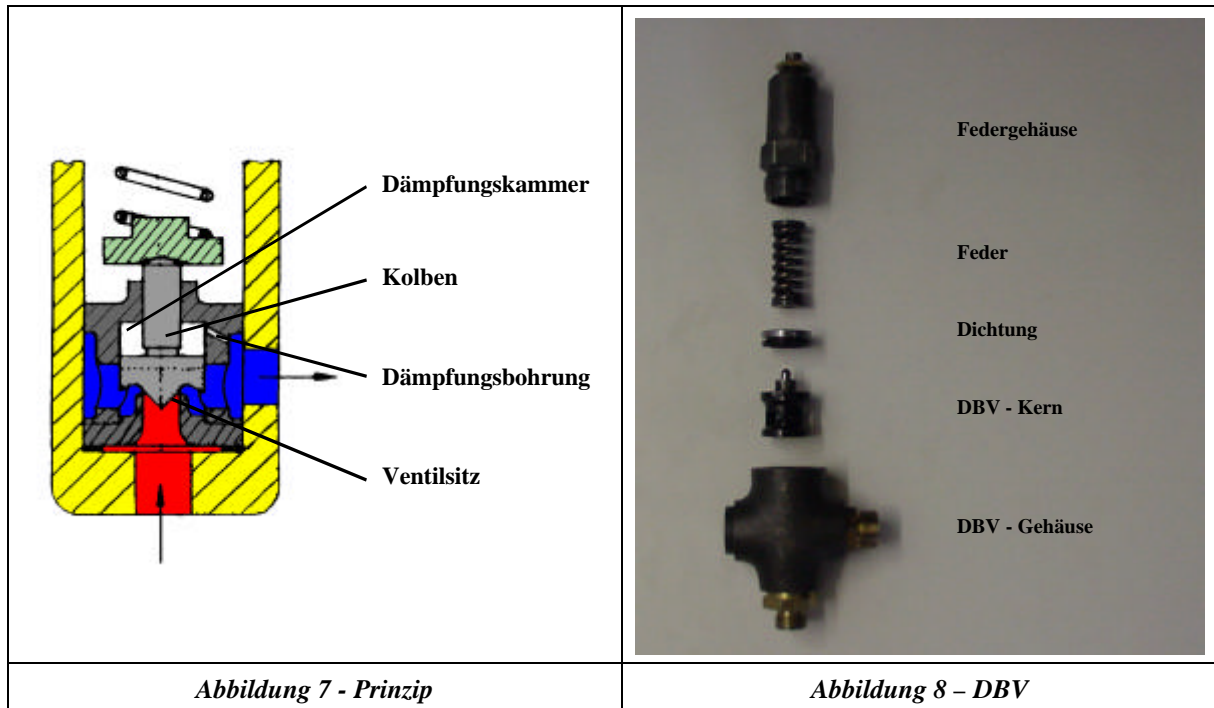 Dämpfungskammer
Kolben
Dämpfungsbohrung
Ventilsitz
Federgehäuse
Feder
Dichtung
DBV - Kern
DBV - Gehäuse
Abbildung 7 - Prinzip
Abbildung 8 – DBV